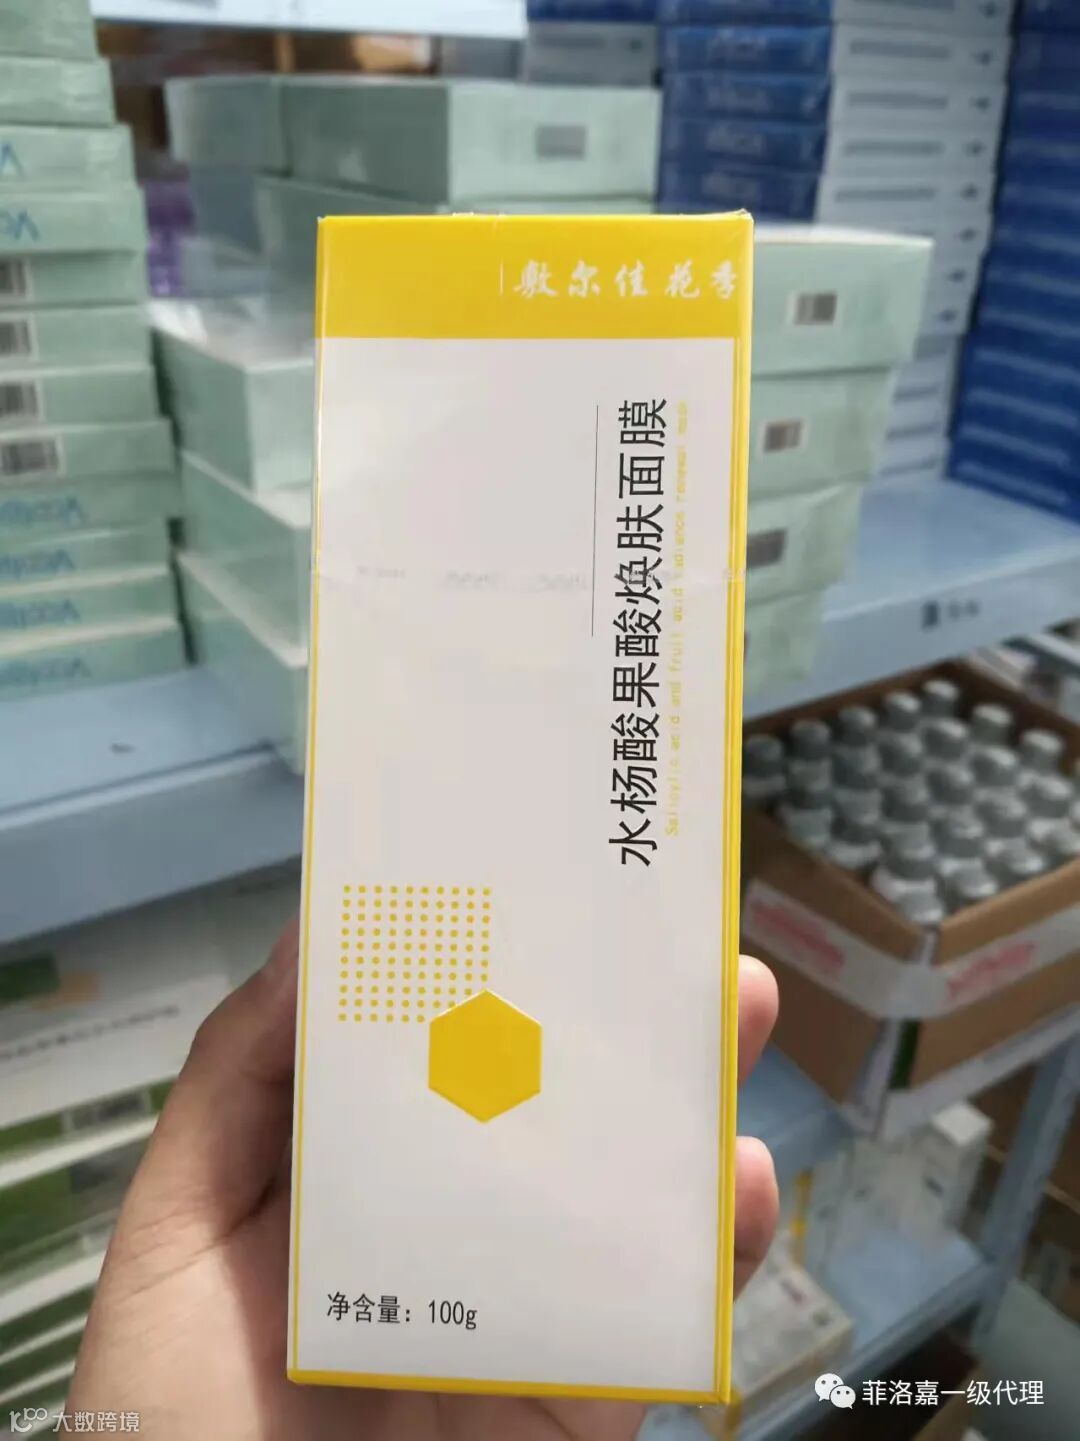 敷尔佳花季
水杨酸果酸焕肤面膜
Salicylic acid and fruit acid radiance renewal mask
净含量：100g
菲洛嘉一级代理
大数跨境